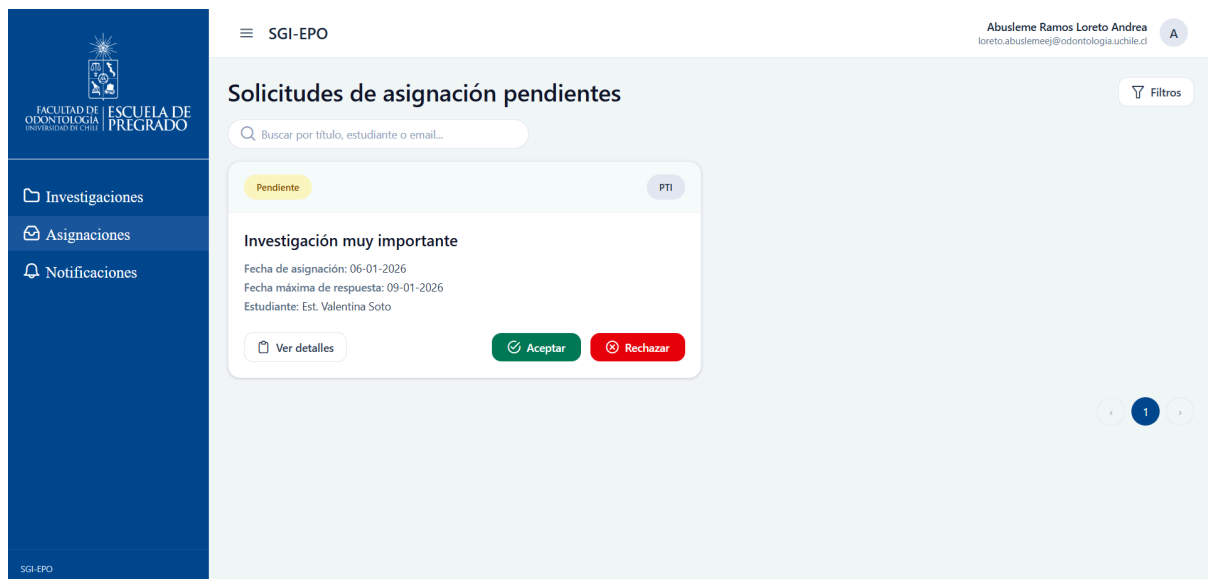 FACULTAD DE
ODONTOLOGÍA
UNIVERSIDAD DE CHILE
ESCUELA DE
PREGRADO
Investigaciones
Asignaciones
Notificaciones
SGI-EPO
SGI-EPO
Abusleme Ramos Loreto Andrea
loreto.abuslemeej@odontologia.uchile.cl
A
Solicitudes de asignación pendientes
Filtros
Buscar por título, estudiante o email...
Pendiente
PTI
Investigación muy importante
Fecha de asignación: 06-01-2026
Fecha máxima de respuesta: 09-01-2026
Estudiante: Est. Valentina Soto
Ver detalles
Aceptar
Rechazar
‹ 1 ›